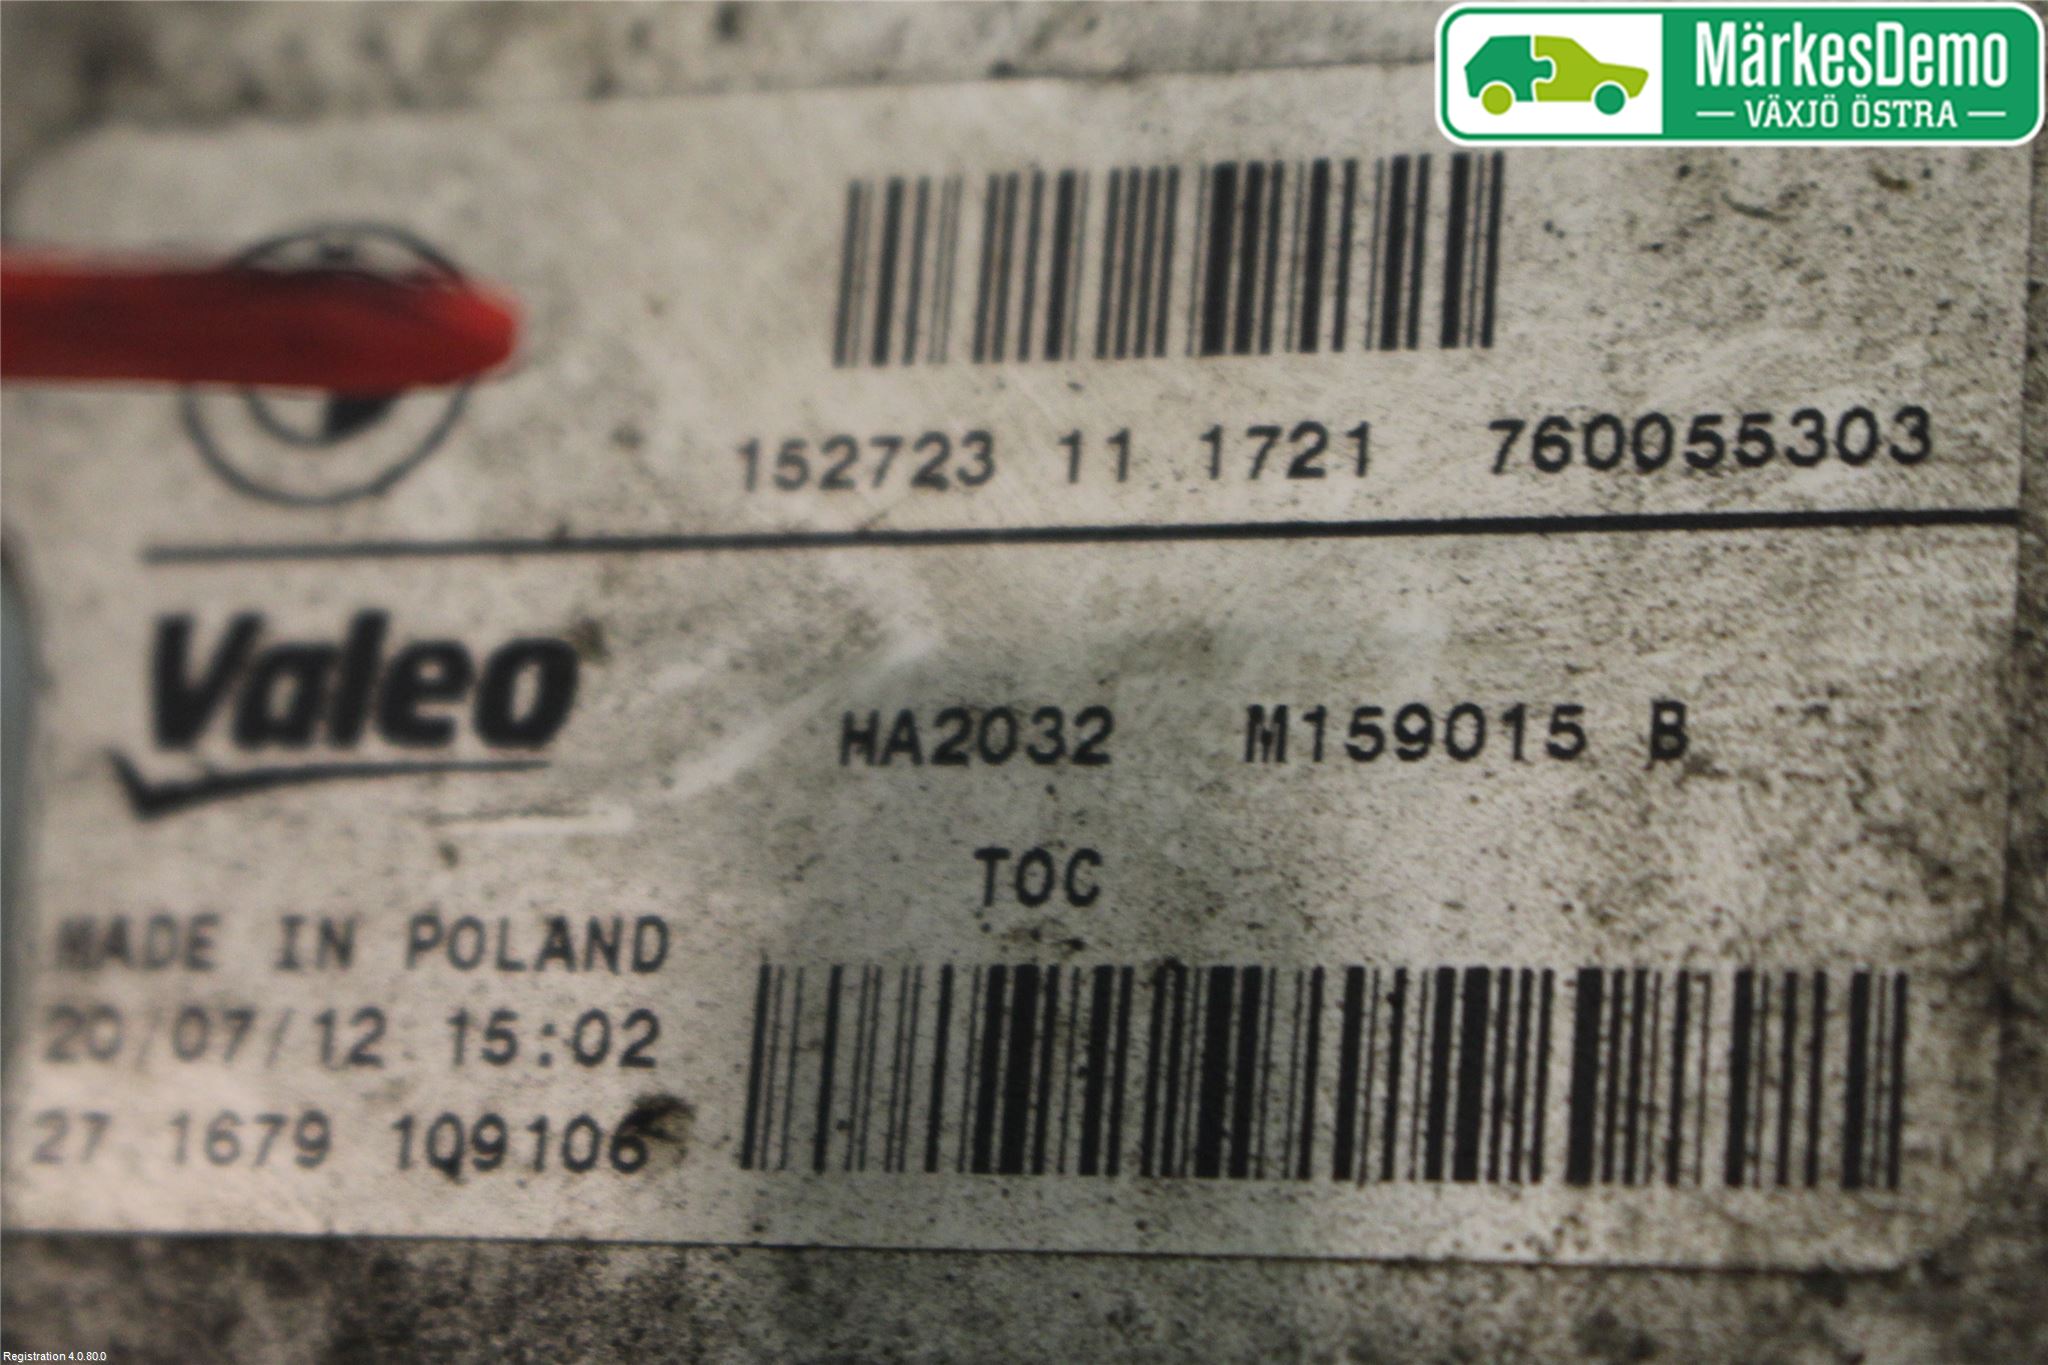 MärkesDemo
VÄXJÖ ÖSTRA
152723 11 1721 760055303
Valeo
HA2032 M159015 B
TOC
MADE IN POLAND
20/07/12 15:02
27 1679 109106
Registration 4.0.80.0